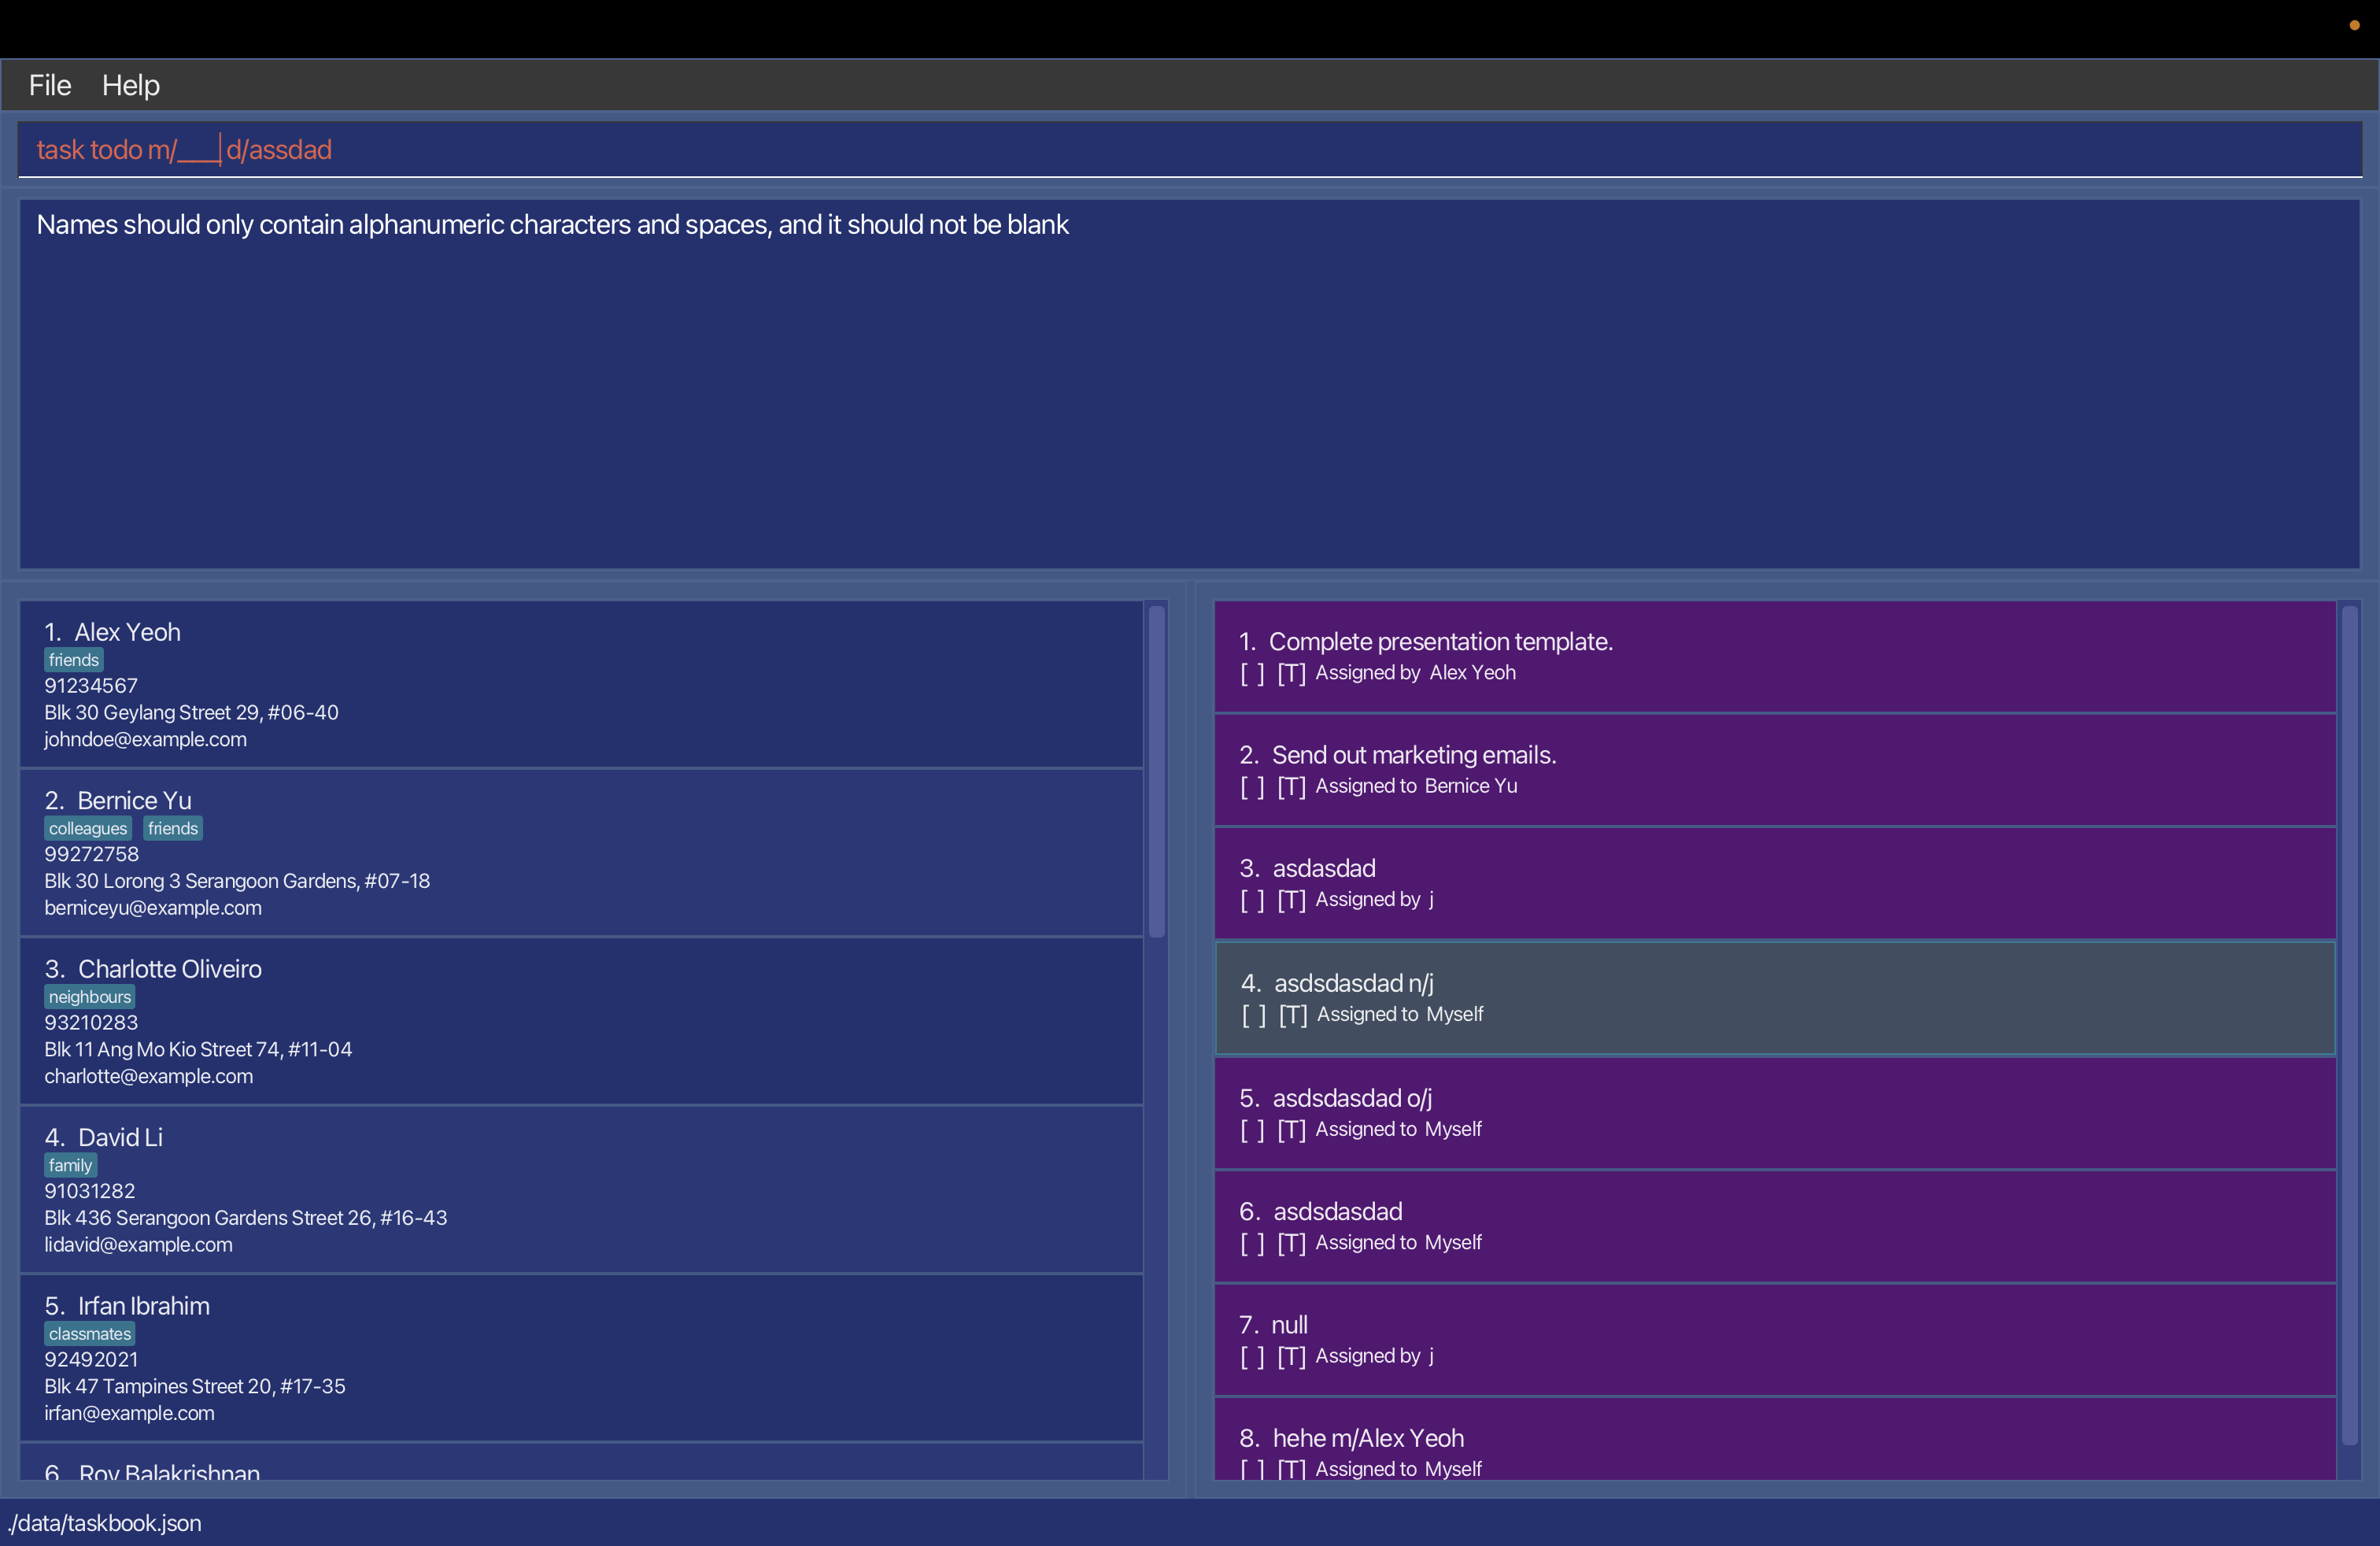 File Help
task todo m/___ d/assdad
Names should only contain alphanumeric characters and spaces, and it should not be blank
1. Alex Yeoh
friends
91234567
Blk 30 Geylang Street 29, #06-40
johndoe@example.com
2. Bernice Yu
colleagues friends
99272758
Blk 30 Lorong 3 Serangoon Gardens, #07-18
berniceyu@example.com
3. Charlotte Oliveiro
neighbours
93210283
Blk 11 Ang Mo Kio Street 74, #11-04
charlotte@example.com
4. David Li
family
91031282
Blk 436 Serangoon Gardens Street 26, #16-43
lidavid@example.com
5. Irfan Ibrahim
classmates
92492021
Blk 47 Tampines Street 20, #17-35
irfan@example.com
6. Roy Balakrishnan
1. Complete presentation template.
[ ] [T] Assigned by Alex Yeoh
2. Send out marketing emails.
[ ] [T] Assigned to Bernice Yu
3. asdasdad
[ ] [T] Assigned by j
4. asdsdasdad n/j
[ ] [T] Assigned to Myself
5. asdsdasdad o/j
[ ] [T] Assigned to Myself
6. asdsdasdad
[ ] [T] Assigned to Myself
7. null
[ ] [T] Assigned by j
8. hehe m/Alex Yeoh
[ ] [T] Assigned to Myself
./data/taskbook.json